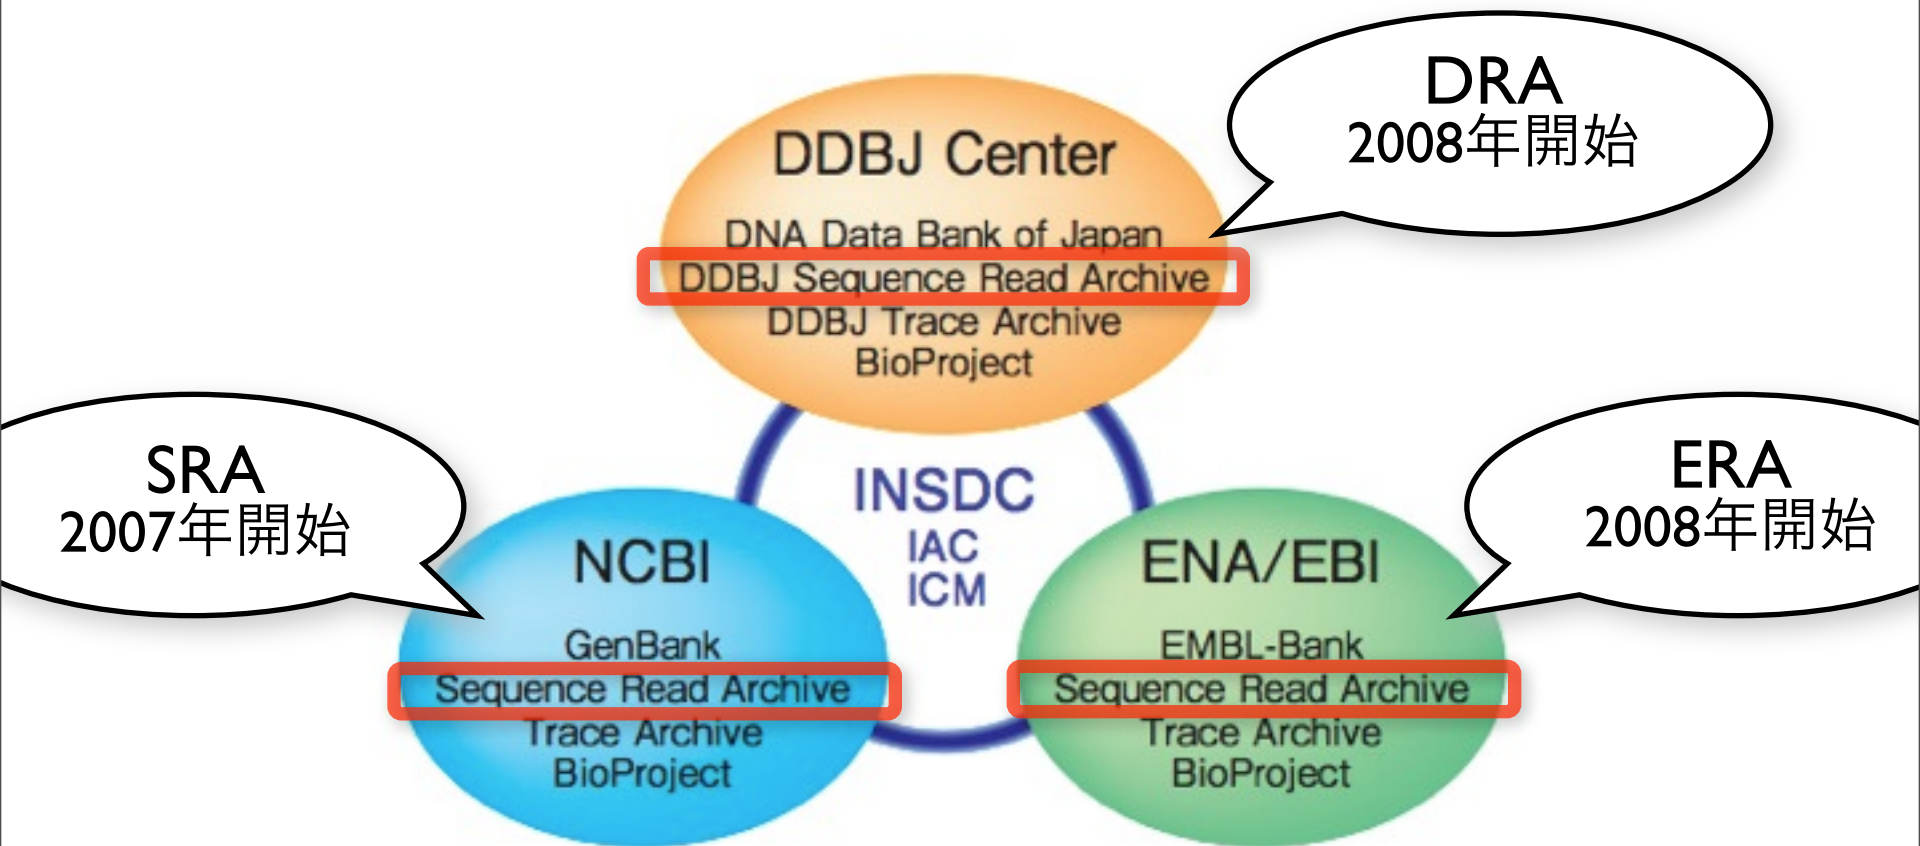 DRA
2008年開始
DDBJ Center
DNA Data Bank of Japan
DDBJ Sequence Read Archive
DDBJ Trace Archive
BioProject
SRA
2007年開始
INSDC
IAC
ICM
ERA
2008年開始
NCBI
GenBank
Sequence Read Archive
Trace Archive
BioProject
ENA/EBI
EMBL-Bank
Sequence Read Archive
Trace Archive
BioProject